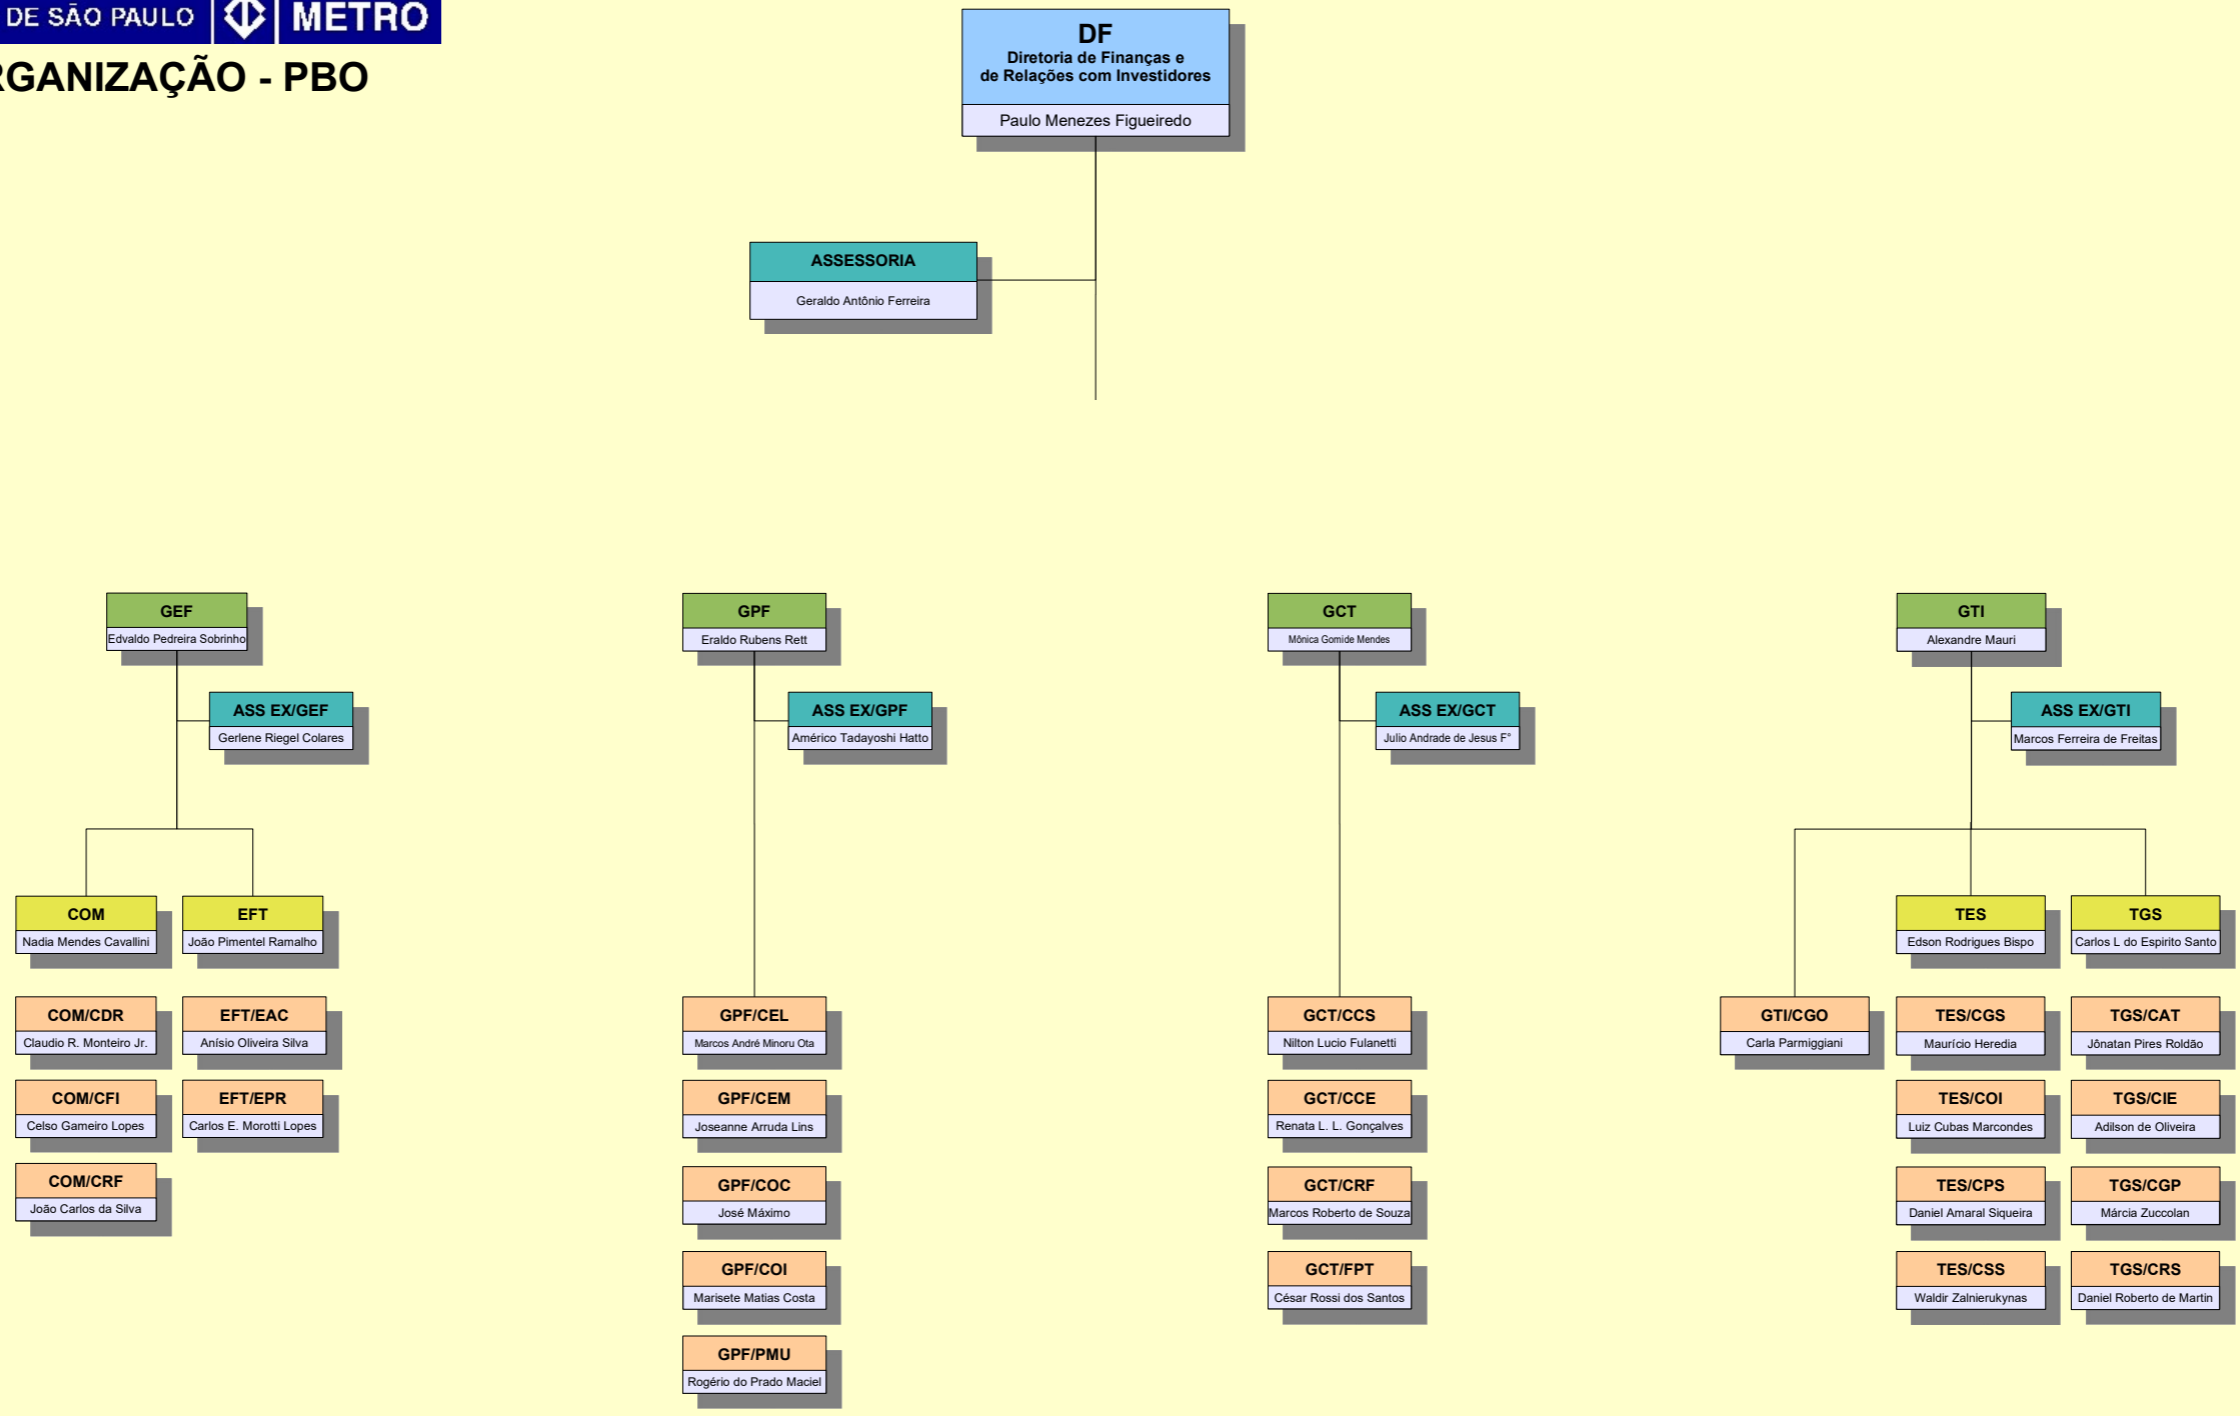 DE SÃO PAULO METRO
RGANIZAÇÃO - PBO
DF
Diretoria de Finanças e
de Relações com Investidores
Paulo Menezes Figueiredo
ASSESSORIA
Geraldo Antônio Ferreira
GEF
Edvaldo Pedreira Sobrinho
ASS EX/GEF
Gerlene Riegel Colares
COM
Nadia Mendes Cavallini
EFT
João Pimentel Ramalho
COM/CDR
Claudio R. Monteiro Jr.
EFT/EAC
Anísio Oliveira Silva
COM/CFI
Celso Gameiro Lopes
EFT/EPR
Carlos E. Morotti Lopes
COM/CRF
João Carlos da Silva
GPF
Eraldo Rubens Rett
ASS EX/GPF
Américo Tadayoshi Hatto
GPF/CEL
Marcos André Minoru Ota
GPF/CEM
Joseanne Arruda Lins
GPF/COC
José Máximo
GPF/COI
Marisete Matias Costa
GPF/PMU
Rogério do Prado Maciel
GCT
Mônica Gomide Mendes
ASS EX/GCT
Julio Andrade de Jesus F°
GCT/CCS
Nilton Lucio Fulanetti
GCT/CCE
Renata L. L. Gonçalves
GCT/CRF
Marcos Roberto de Souza
GCT/FPT
César Rossi dos Santos
GTI
Alexandre Mauri
ASS EX/GTI
Marcos Ferreira de Freitas
TES
Edson Rodrigues Bispo
TGS
Carlos L do Espirito Santo
GTI/CGO
Carla Parmiggiani
TES/CGS
Maurício Heredia
TGS/CAT
Jônatan Pires Roldão
TES/COI
Luiz Cubas Marcondes
TGS/CIE
Adilson de Oliveira
TES/CPS
Daniel Amaral Siqueira
TGS/CGP
Márcia Zuccolan
TES/CSS
Waldir Zalnierukynas
TGS/CRS
Daniel Roberto de Martin